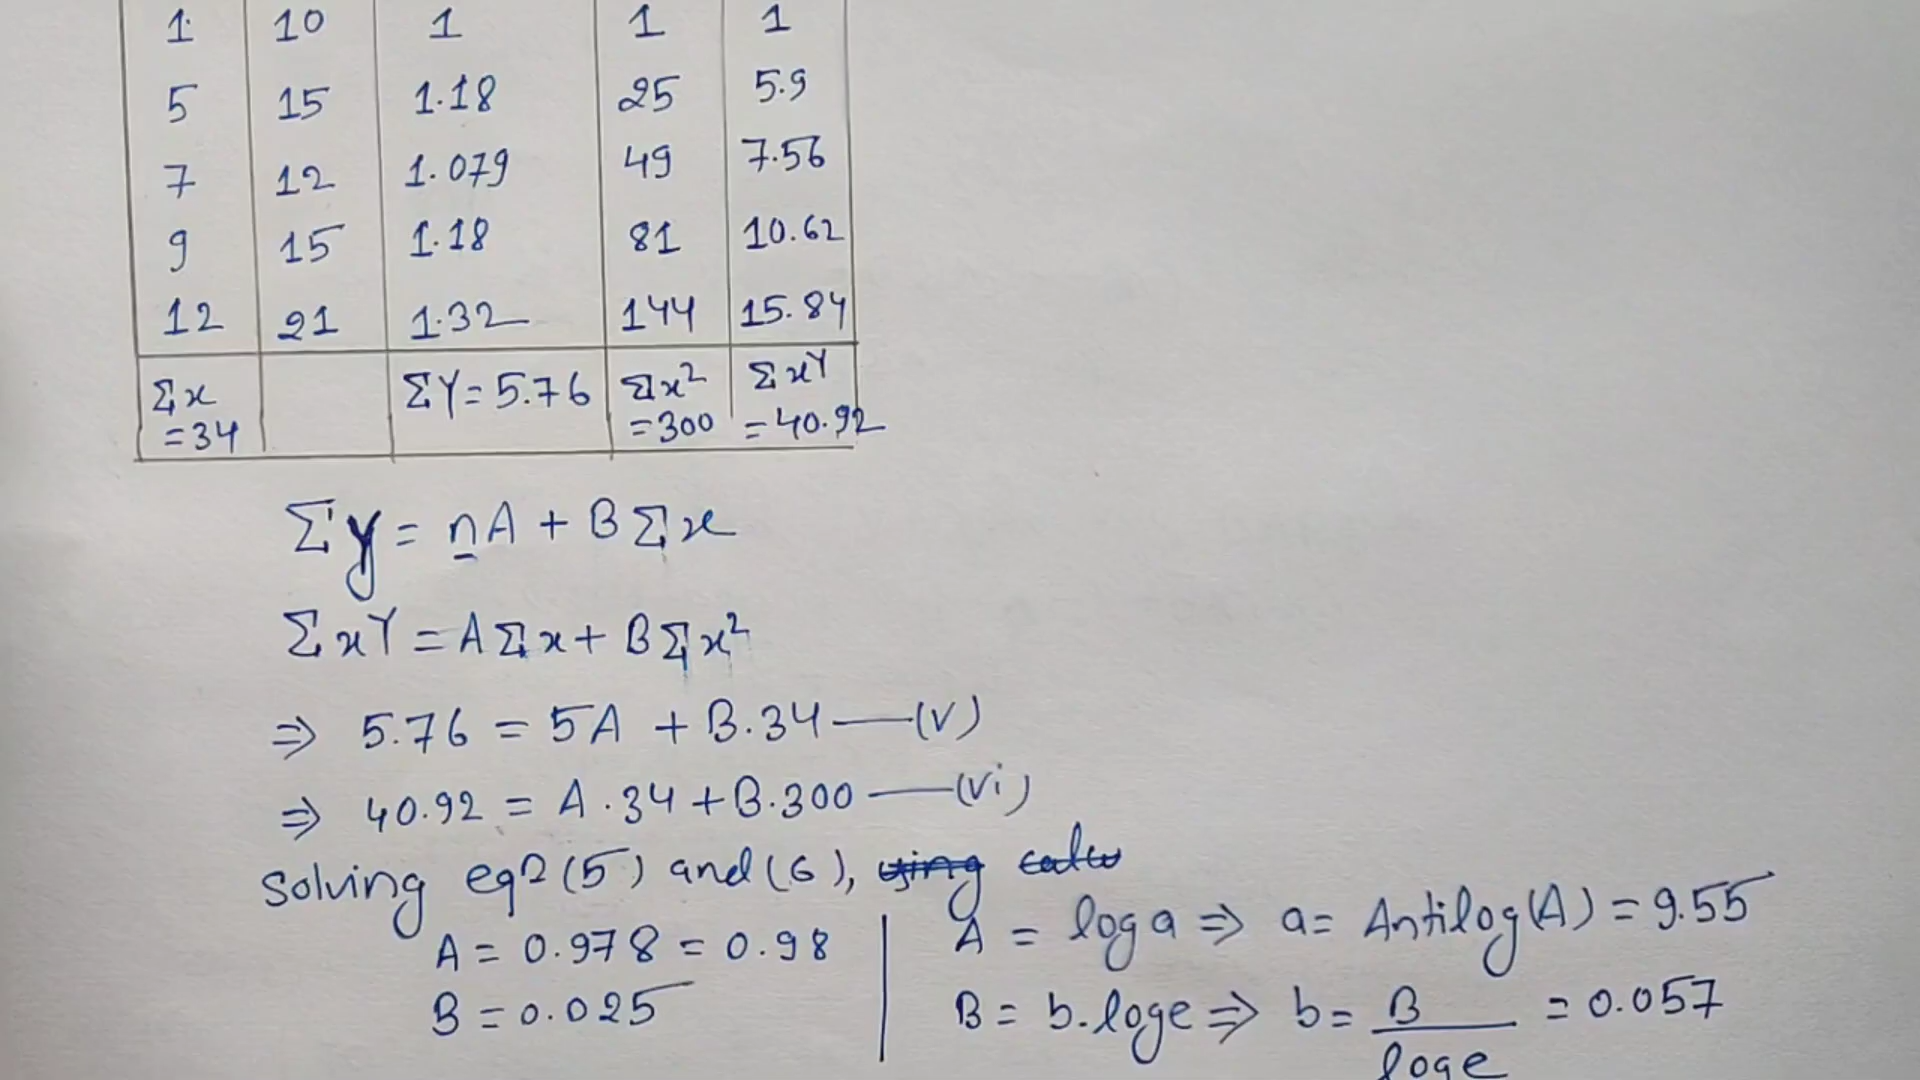 1 10 1 1 1
5 15 1.18 25 5.9
7 12 1.079 49 7.56
9 15 1.18 81 10.62
12 21 1.32 144 15.84
Σx =34 ΣY=5.76 Σx² =300 ΣxY =40.92
Σy = nA + BΣx
ΣxY = AΣx + BΣx²
⇒ 5.76 = 5A + B.34 —(v)
⇒ 40.92 = A.34 + B.300 —(vi)
Solving eqn (5) and (6), using calcu
A = 0.978 = 0.98
B = 0.025
A = log a ⇒ a = Antilog(A) = 9.55
B = b.loge ⇒ b = B/loge = 0.057